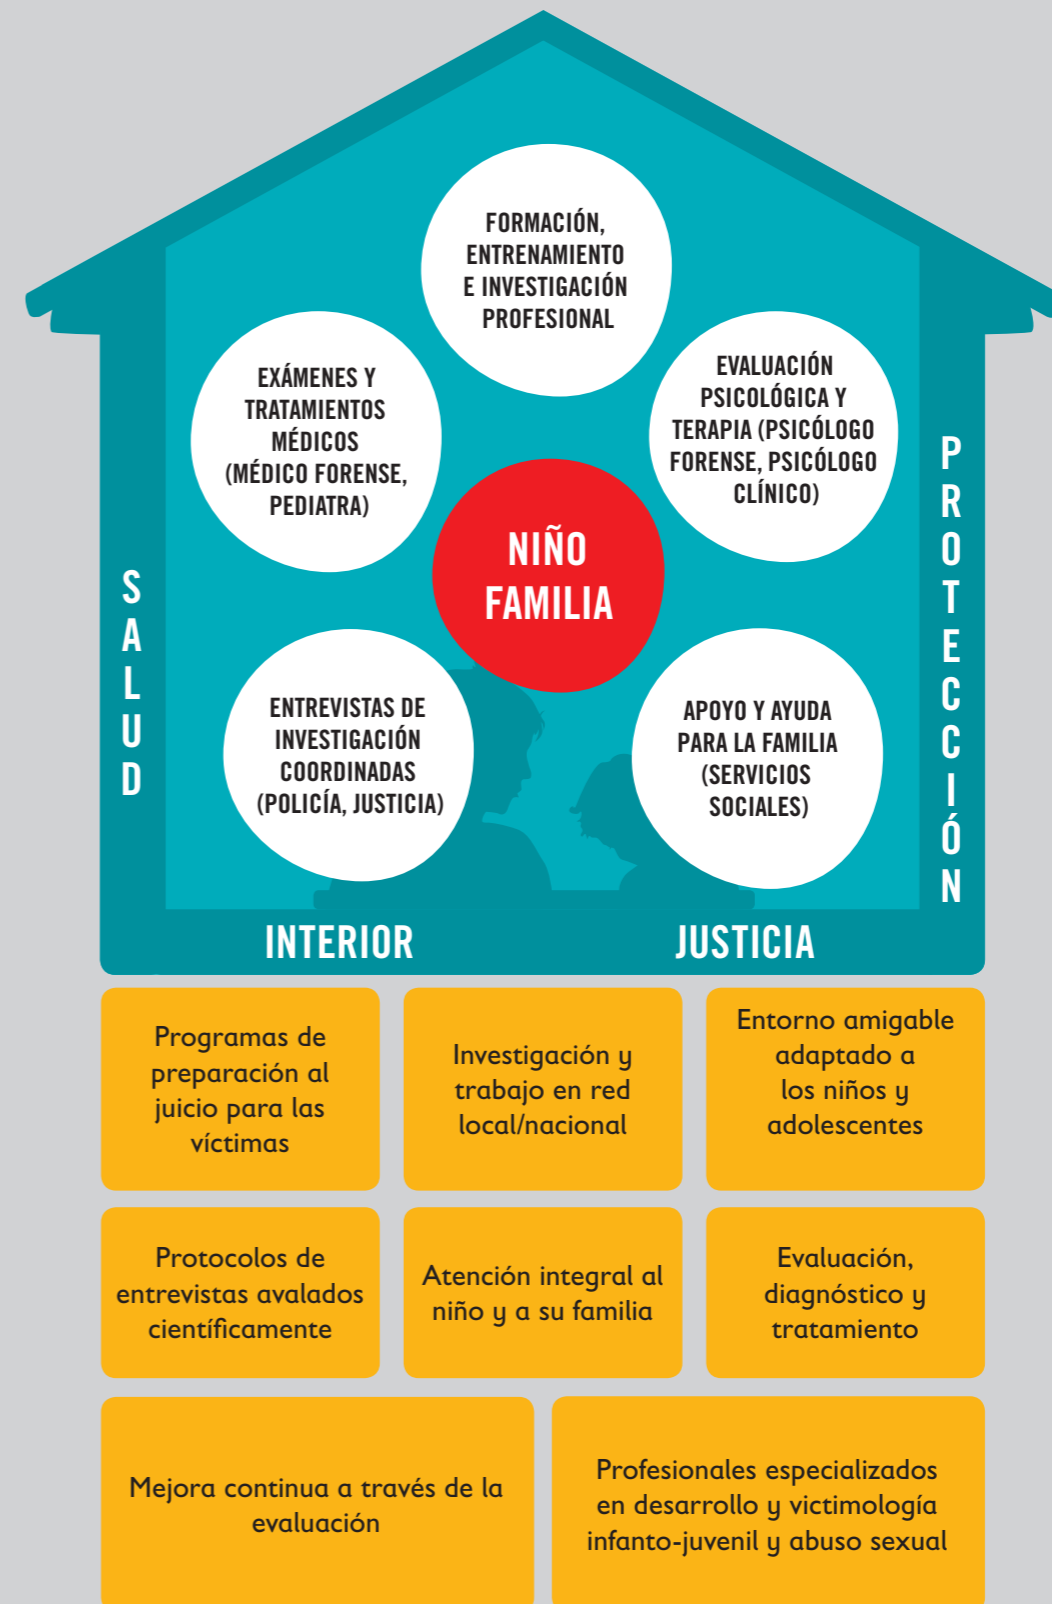 FORMACIÓN,
ENTRENAMIENTO
E INVESTIGACIÓN
PROFESIONAL
EXÁMENES Y
TRATAMIENTOS
MÉDICOS
(MÉDICO FORENSE,
PEDIATRA)
EVALUACIÓN
PSICOLÓGICA Y
TERAPIA (PSICÓLOGO
FORENSE, PSICÓLOGO
CLÍNICO)
NIÑO
FAMILIA
SALUD
PROTECCIÓN
ENTREVISTAS DE
INVESTIGACIÓN
COORDINADAS
(POLICÍA, JUSTICIA)
APOYO Y AYUDA
PARA LA FAMILIA
(SERVICIOS
SOCIALES)
INTERIOR
JUSTICIA
Programas de
preparación al
juicio para las
víctimas
Investigación y
trabajo en red
local/nacional
Entorno amigable
adaptado a
los niños y
adolescentes
Protocolos de
entrevistas avalados
científicamente
Atención integral al
niño y a su familia
Evaluación,
diagnóstico y
tratamiento
Mejora continua a través de la
evaluación
Profesionales especializados
en desarrollo y victimología
infanto-juvenil y abuso sexual